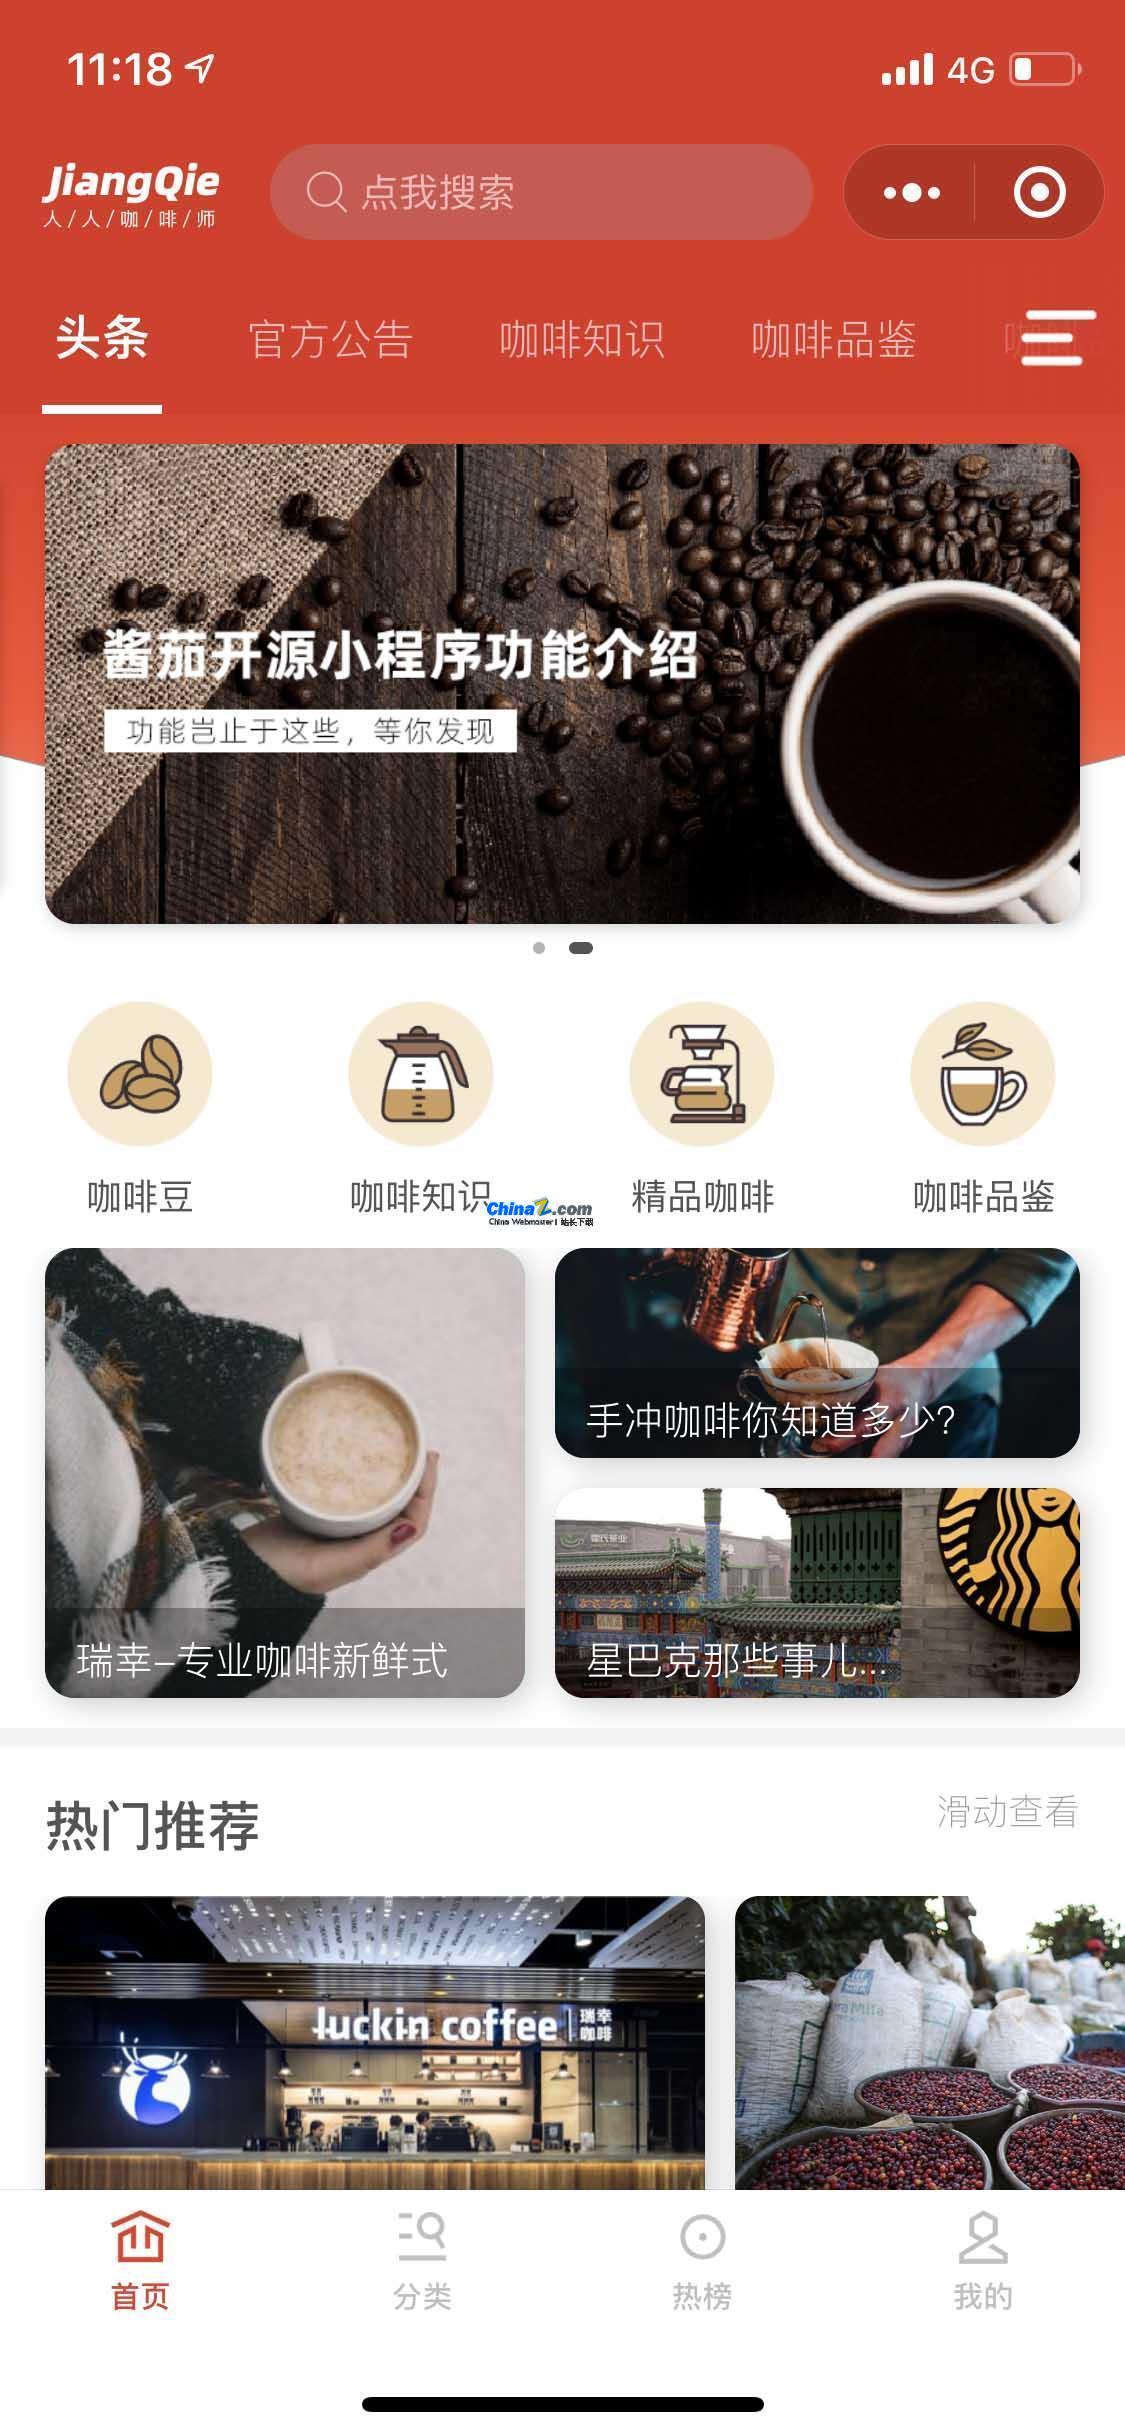 11:18
4G
JiangQie
人/人/咖/啡/师
点我搜索
头条
官方公告
咖啡知识
咖啡品鉴
酱茄开源小程序功能介绍
功能岂止于这些，等你发现
咖啡豆
咖啡知识
精品咖啡
咖啡品鉴
ChinaZ.com
China Webmaster | 站长下载
手冲咖啡你知道多少？
瑞幸-专业咖啡新鲜式
星巴克那些事儿...
热门推荐
滑动查看
luckin coffee
瑞幸
咖啡
首页
分类
热榜
我的